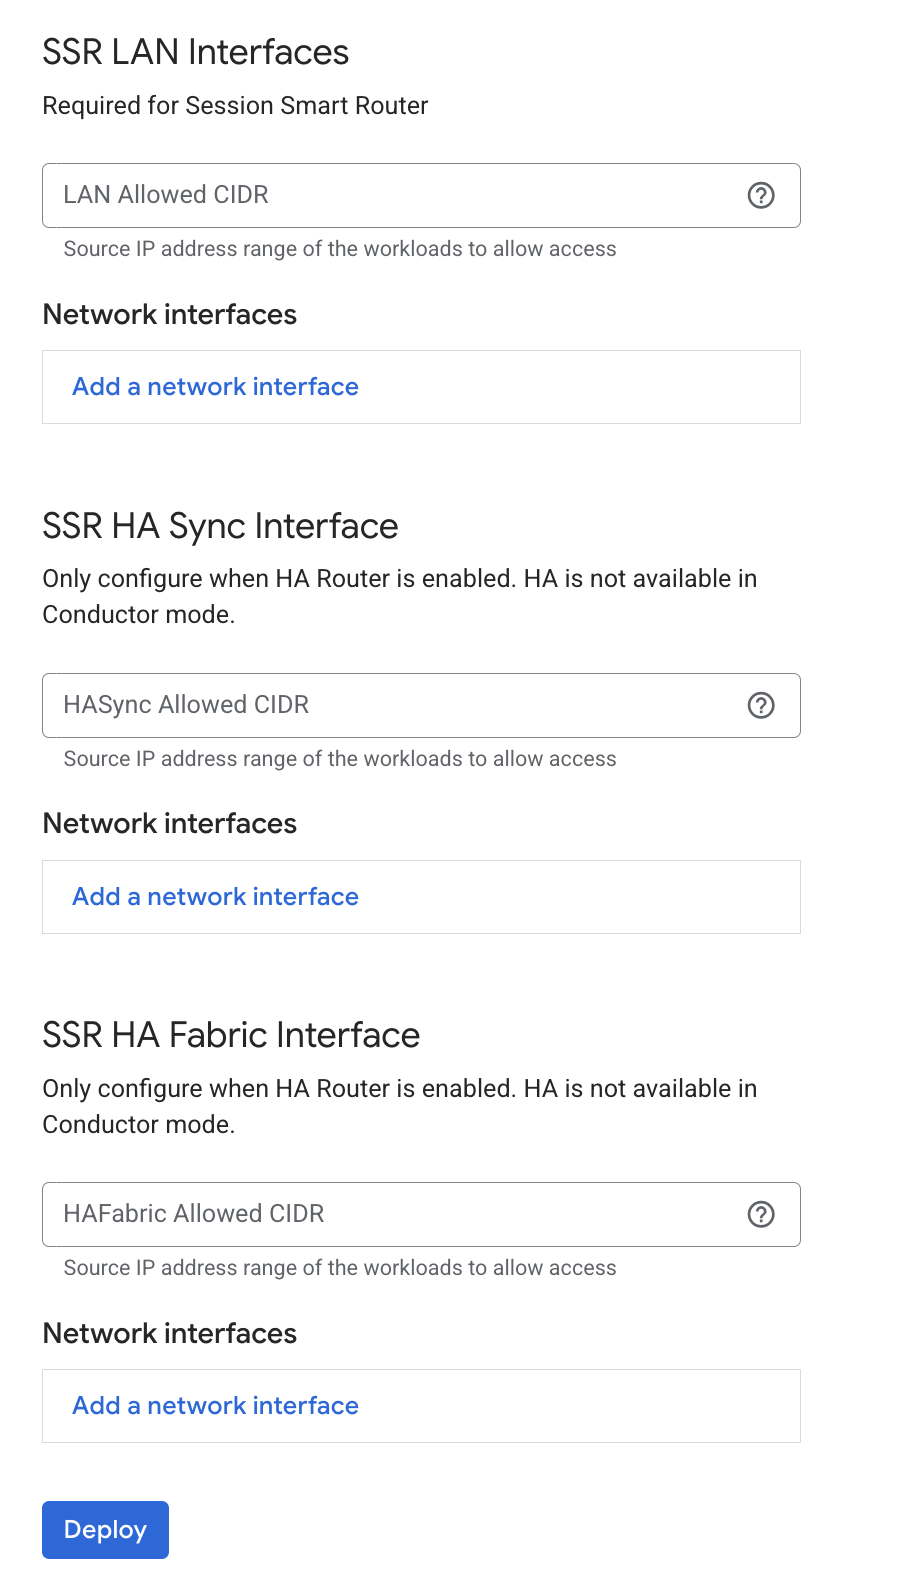 SSR LAN Interfaces
Required for Session Smart Router
LAN Allowed CIDR
Source IP address range of the workloads to allow access
Network interfaces
Add a network interface
SSR HA Sync Interface
Only configure when HA Router is enabled. HA is not available in
Conductor mode.
HASync Allowed CIDR
Source IP address range of the workloads to allow access
Network interfaces
Add a network interface
SSR HA Fabric Interface
Only configure when HA Router is enabled. HA is not available in
Conductor mode.
HAFabric Allowed CIDR
Source IP address range of the workloads to allow access
Network interfaces
Add a network interface
Deploy